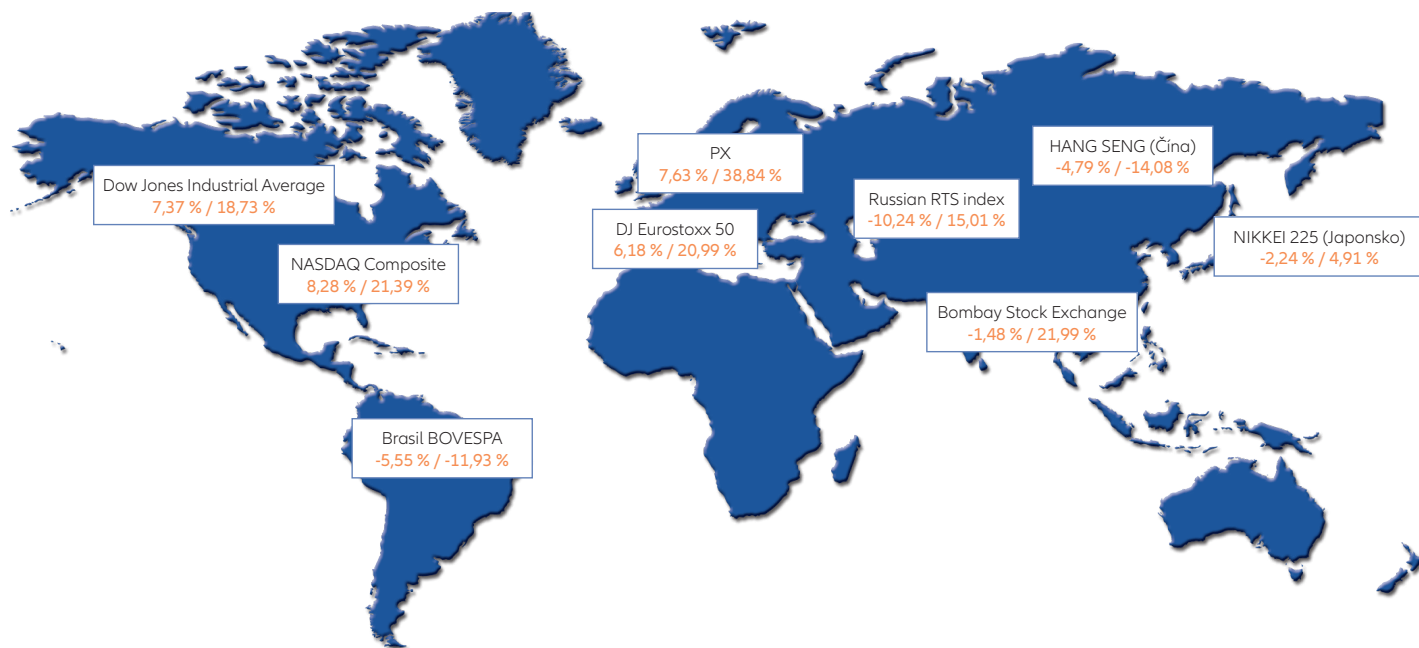 Dow Jones Industrial Average
7,37 % / 18,73 %
NASDAQ Composite
8,28 % / 21,39 %
Brasil BOVESPA
-5,55 % / -11,93 %
PX
7,63 % / 38,84 %
DJ Eurostoxx 50
6,18 % / 20,99 %
Russian RTS index
-10,24 % / 15,01 %
HANG SENG (Čína)
-4,79 % / -14,08 %
NIKKEI 225 (Japonsko)
-2,24 % / 4,91 %
Bombay Stock Exchange
-1,48 % / 21,99 %